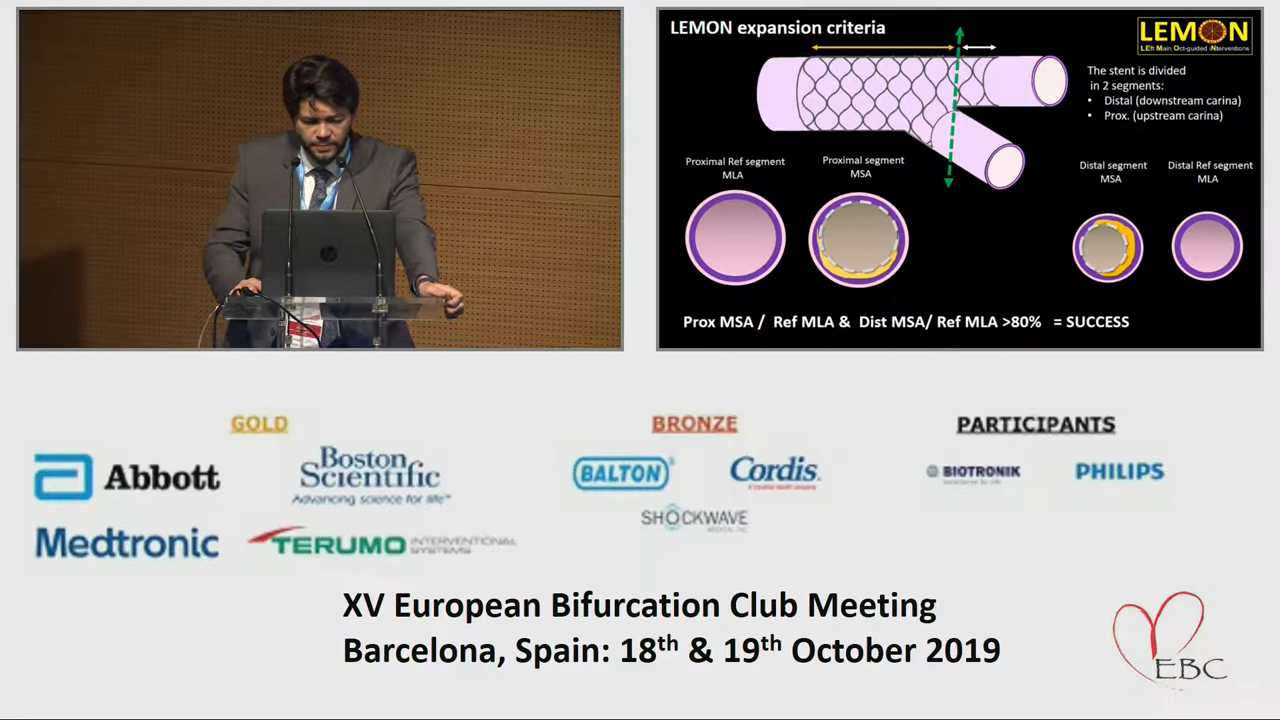 LEMON expansion criteria
LEMON
LEft Main Oct-guided iNterventions
The stent is divided
in 2 segments:
• Distal (downstream carina)
• Prox. (upstream carina)
Proximal Ref segment
MLA
Proximal segment
MSA
Distal segment
MSA
Distal Ref segment
MLA
Prox MSA / Ref MLA & Dist MSA/ Ref MLA >80% = SUCCESS
GOLD
BRONZE
PARTICIPANTS
Abbott
Boston
Scientific
Advancing science for life™
BALTON®
Cordis.
BIOTRONIK
PHILIPS
SHOCKWAVE
Medtronic
TERUMO INTERVENTIONAL
SYSTEMS
XV European Bifurcation Club Meeting
Barcelona, Spain: 18th & 19th October 2019
EBC